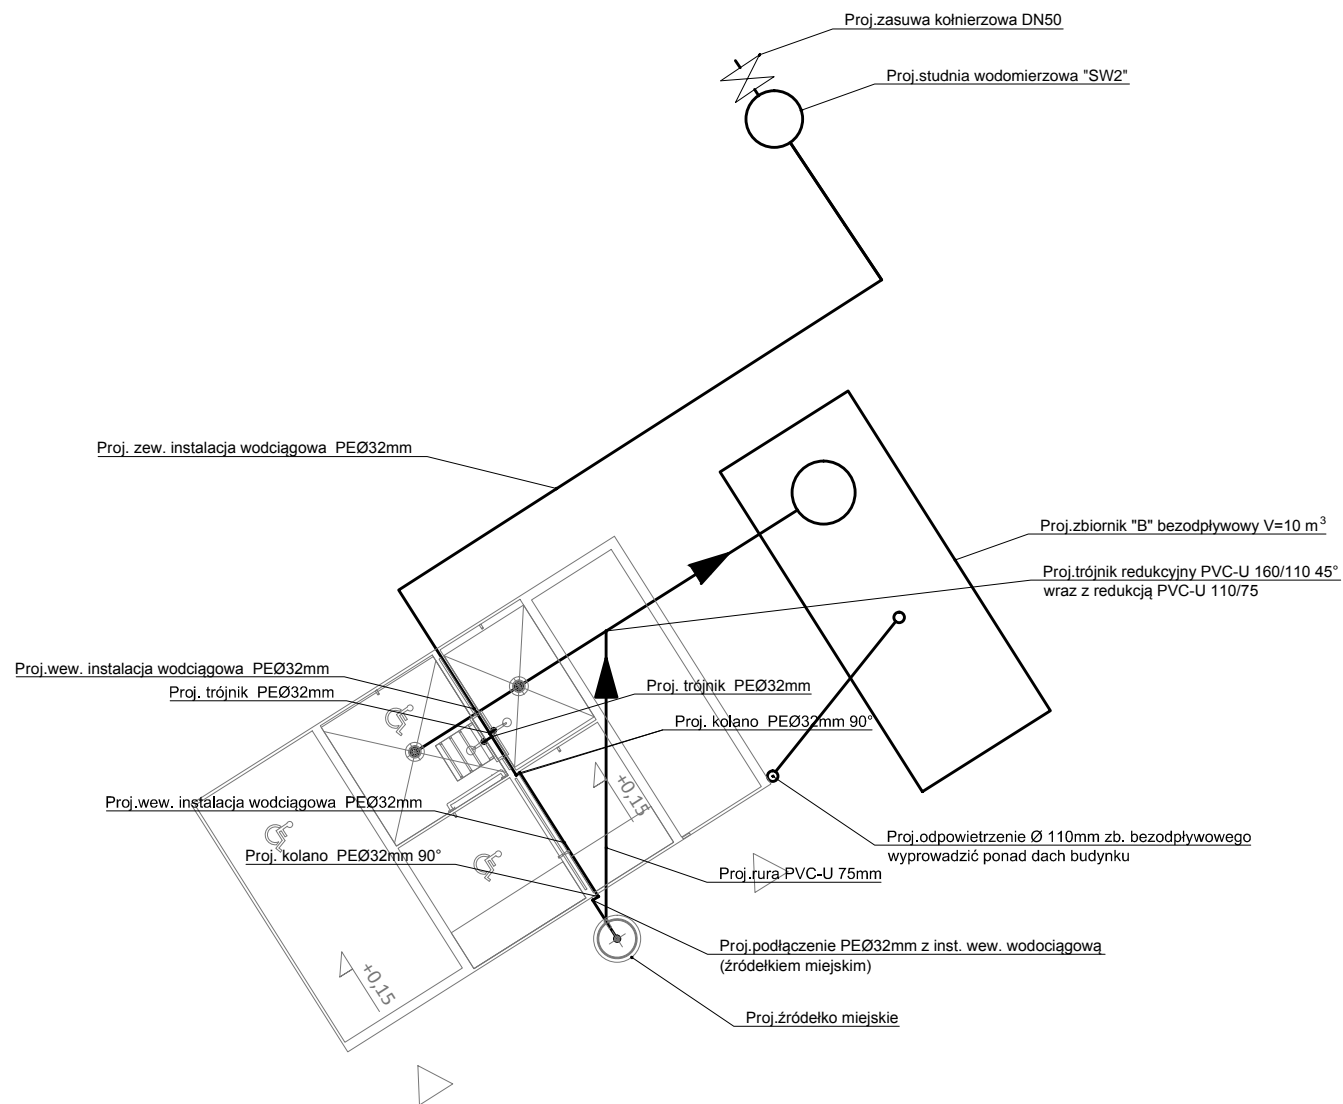 Proj.zasuwa kołnierzowa DN50
Proj.studnia wodomierzowa "SW2"
Proj. zew. instalacja wodciągowa PEØ32mm
Proj.zbiornik "B" bezodpływowy V=10 m³
Proj.trójnik redukcyjny PVC-U 160/110 45°
wraz z redukcją PVC-U 110/75
Proj.wew. instalacja wodciągowa PEØ32mm
Proj. trójnik PEØ32mm
Proj. trójnik PEØ32mm
Proj. kolano PEØ32mm 90°
+0,15
Proj.wew. instalacja wodciągowa PEØ32mm
Proj. kolano PEØ32mm 90°
Proj.odpowietrzenie Ø 110mm zb. bezodpływowego
wyprowadzić ponad dach budynku
Proj.rura PVC-U 75mm
Proj.podłączenie PEØ32mm z inst. wew. wodociągową
(źródełkiem miejskim)
+0,15
Proj.źródełko miejskie